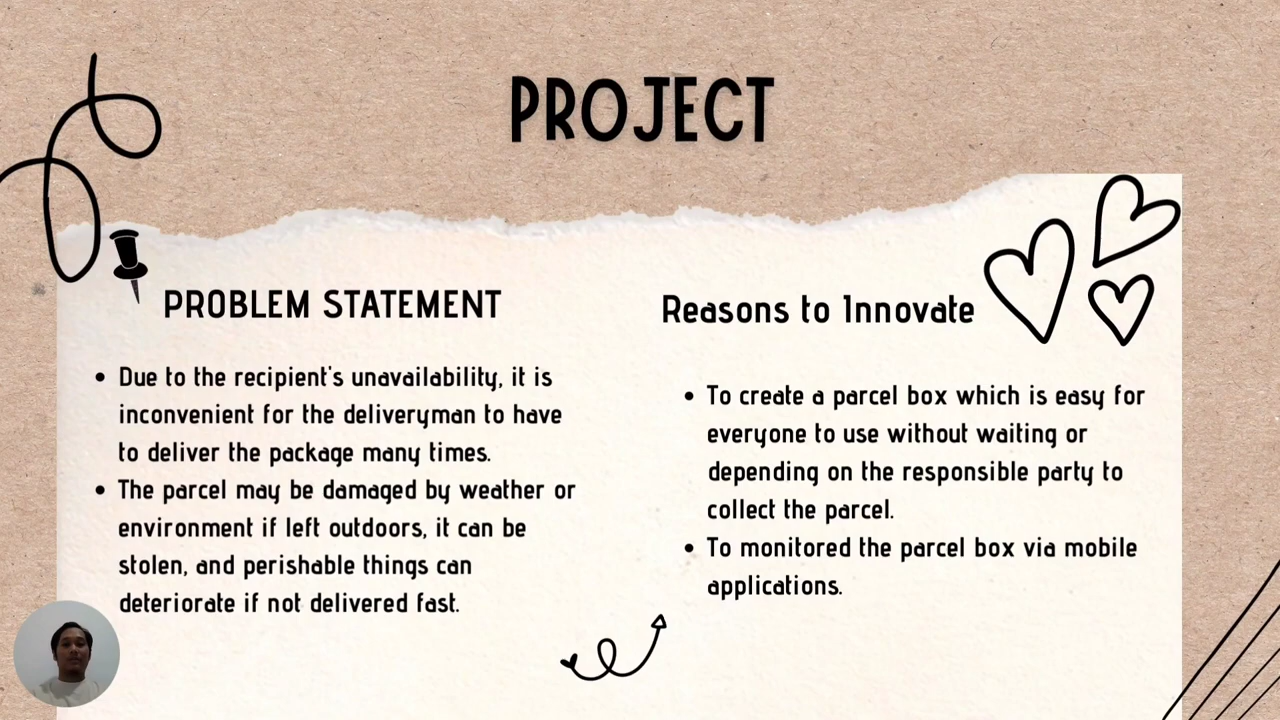 PROJECT
PROBLEM STATEMENT
• Due to the recipient's unavailability, it is
inconvenient for the deliveryman to have
to deliver the package many times.
• The parcel may be damaged by weather or
environment if left outdoors, it can be
stolen, and perishable things can
deteriorate if not delivered fast.
Reasons to Innovate
• To create a parcel box which is easy for
everyone to use without waiting or
depending on the responsible party to
collect the parcel.
• To monitored the parcel box via mobile
applications.